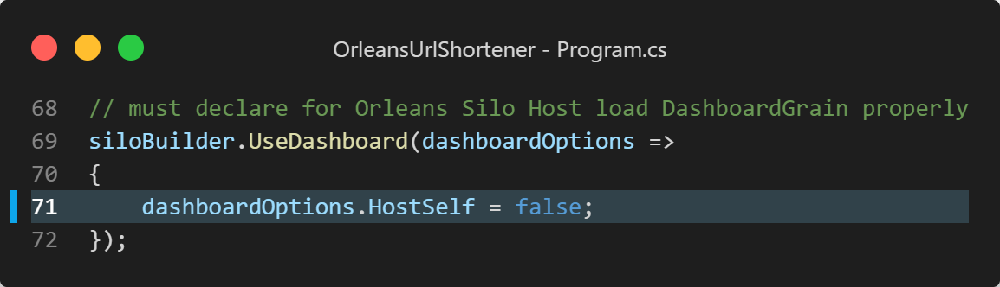 OrleansUrlShortener - Program.cs
68 // must declare for Orleans Silo Host load DashboardGrain properly
69 siloBuilder.UseDashboard(dashboardOptions =>
70 {
71     dashboardOptions.HostSelf = false;
72 });